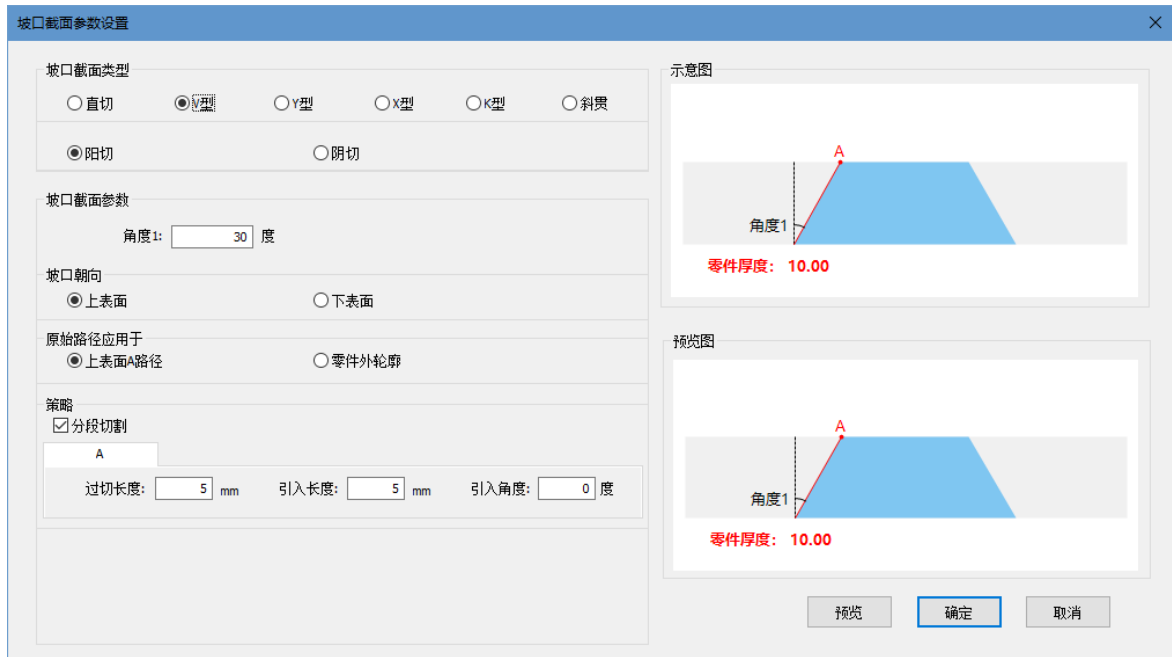 坡口截面参数设置
坡口截面类型
直切 V型 Y型 X型 K型 斜贯
阳切 阴切
坡口截面参数
角度1: 30 度
坡口朝向
上表面 下表面
原始路径应用于
上表面A路径 零件外轮廓
策略
分段切割
A
过切长度: 5 mm 引入长度: 5 mm 引入角度: 0 度
示意图
A
角度1
零件厚度: 10.00
预览图
A
角度1
零件厚度: 10.00
预览 确定 取消